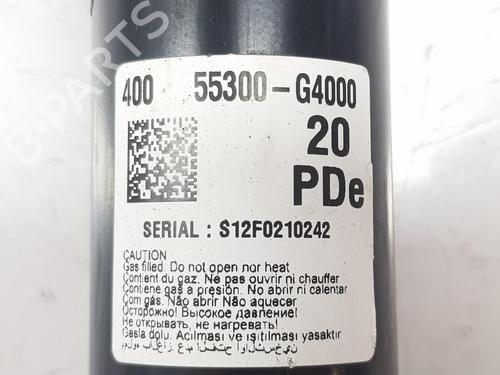 B-PARTS
400 55300-G4000
20
PDe
SERIAL : S12F0210242
CAUTION
Gas filled. Do not open nor heat
Contient du gaz. Ne pas ouvrir ni chauffer
Contiene gas a presión. No abrir ni calentar
Com gás. Não abrir Não aquecer
Осторожно! Высокое давление!
Не открывать, не нагревать!
Gasla dolu. Açılması ve ısıtılması yasaktır